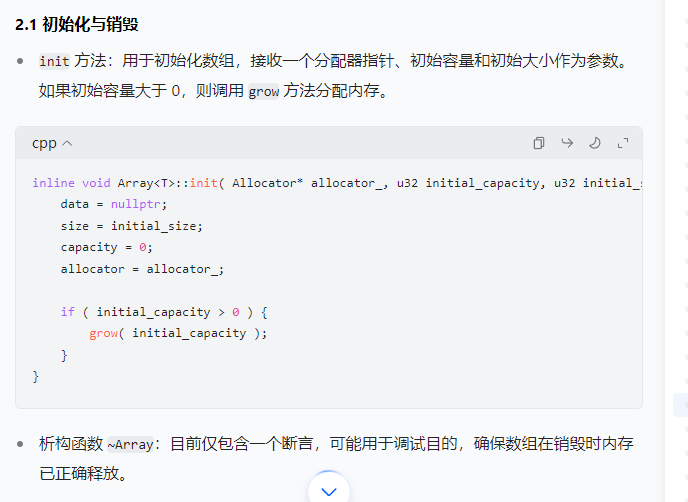 2.1 初始化与销毁
init 方法：用于初始化数组，接收一个分配器指针、初始容量和初始大小作为参数。
如果初始容量大于 0，则调用 grow 方法分配内存。
cpp
inline void Array<T>::init( Allocator* allocator_, u32 initial_capacity, u32 initial_s
data = nullptr;
size = initial_size;
capacity = 0;
allocator = allocator_;
if ( initial_capacity > 0 ) {
grow( initial_capacity );
}
}
析构函数 ~Array：目前仅包含一个断言，可能用于调试目的，确保数组在销毁时内存
已正确释放。